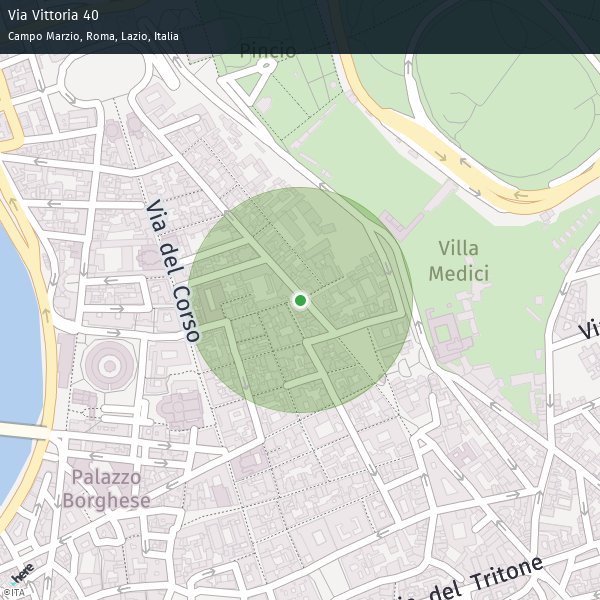 Via Vittoria 40
Campo Marzio, Roma, Lazio, Italia
Pincio
Via del Corso
Villa
Medici
Palazzo
Borghese
del Tritone
here
©ITA